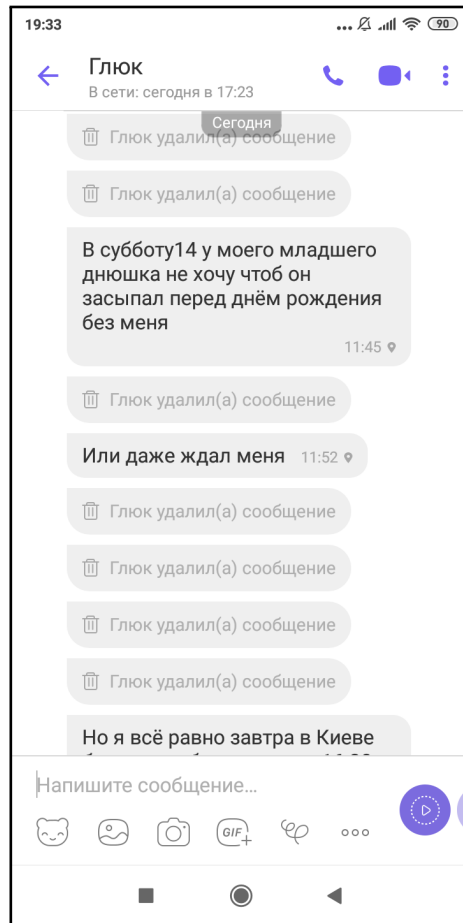 19:33
90
Глюк
В сети: сегодня в 17:23
Сегодня
Глюк удалил(а) сообщение
Глюк удалил(а) сообщение
В субботу14 у моего младшего
днюшка не хочу чтоб он
засыпал перед днём рождения
без меня
11:45
Глюк удалил(а) сообщение
Или даже ждал меня 11:52
Глюк удалил(а) сообщение
Глюк удалил(а) сообщение
Глюк удалил(а) сообщение
Глюк удалил(а) сообщение
Но я всё равно завтра в Киеве
Напишите сообщение...
GIF